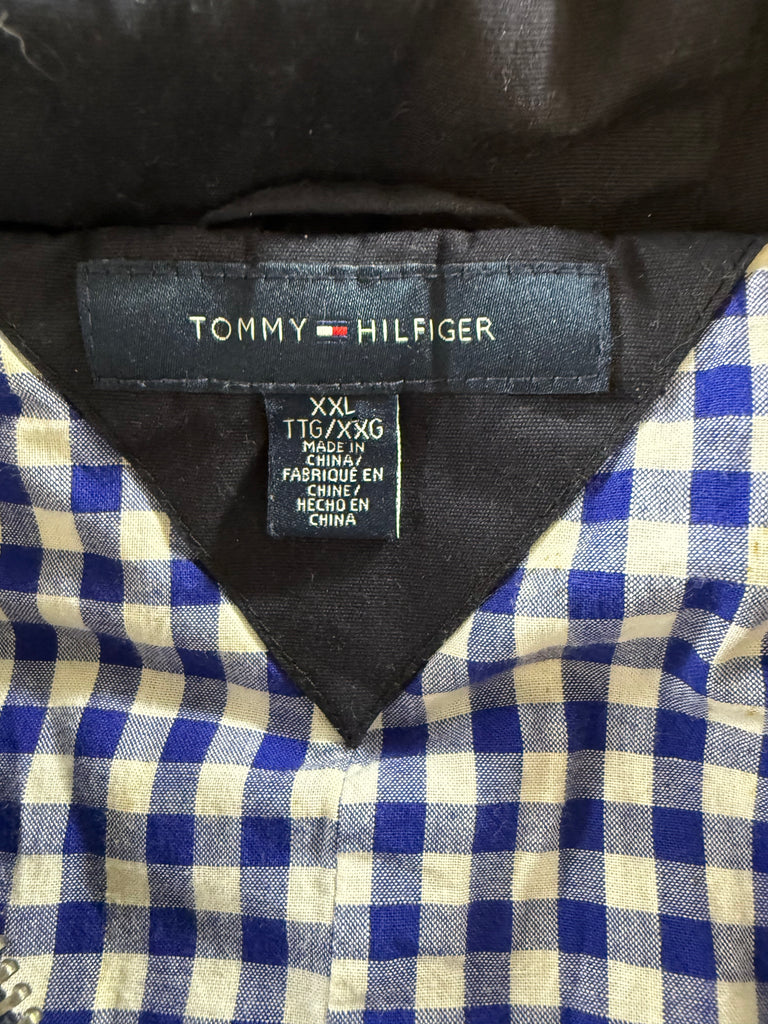 TOMMY HILFIGER
XXL
TTG/XXG
MADE IN
CHINA/
FABRIQUÉ EN
CHINE/
HECHO EN
CHINA